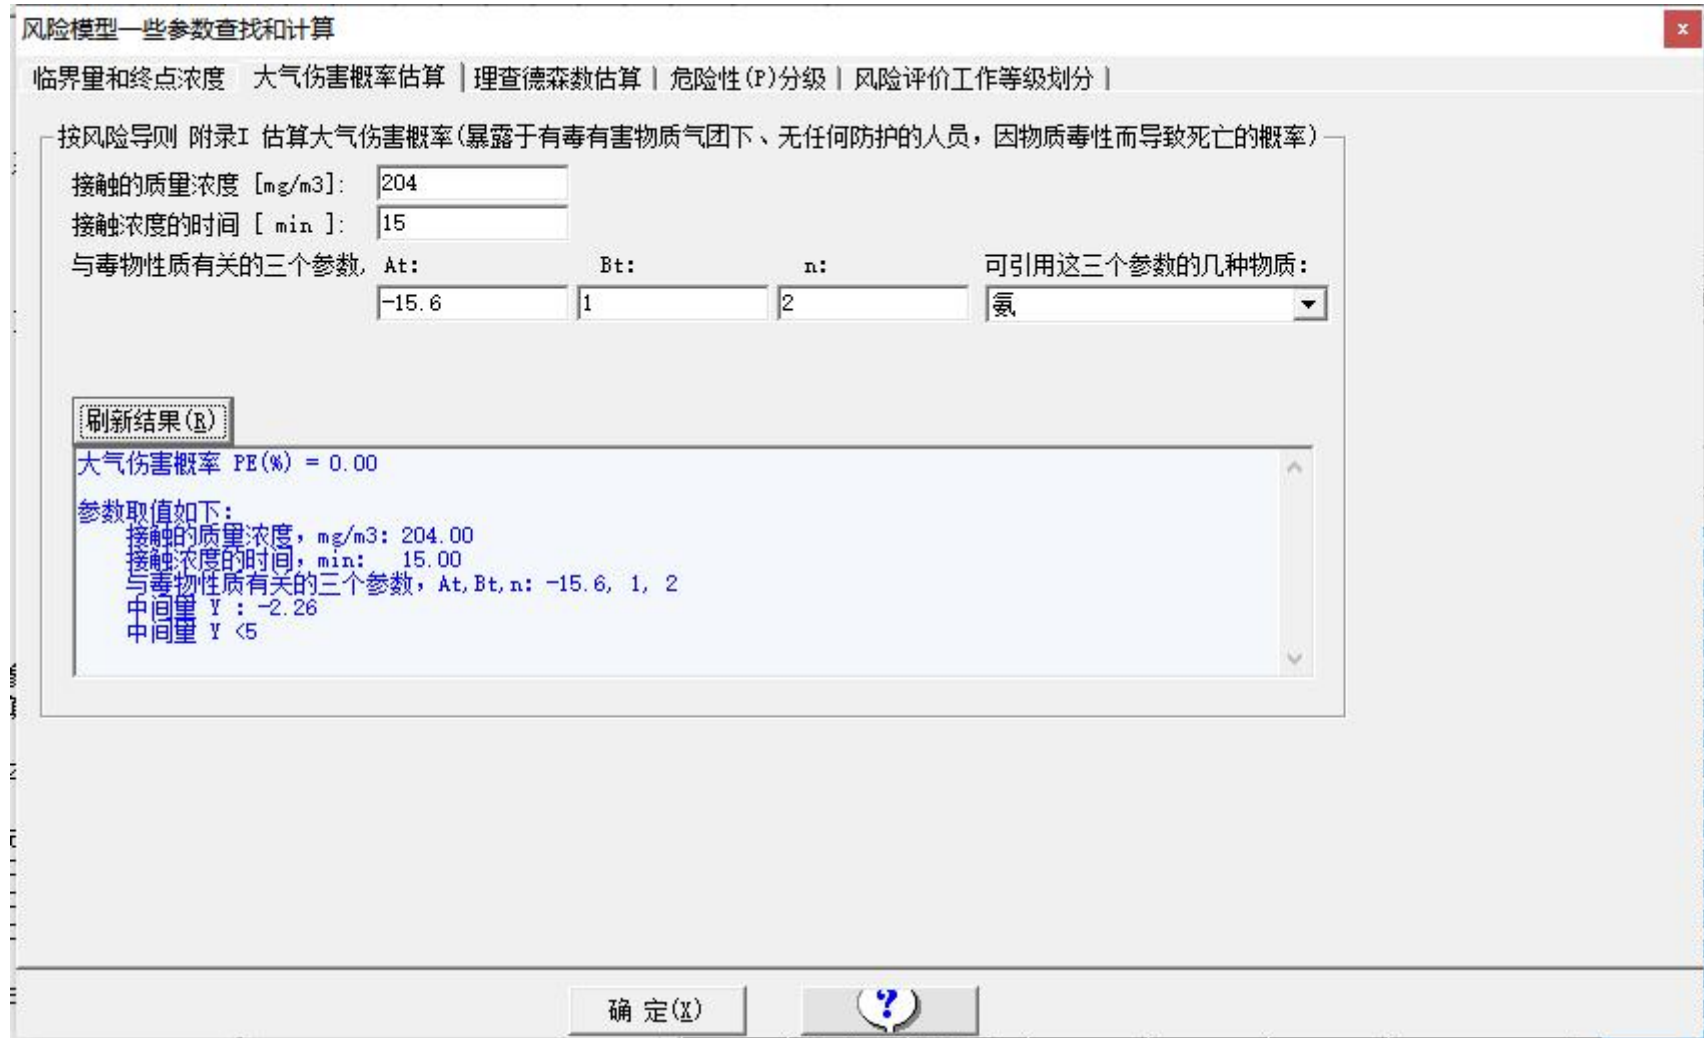 风险模型—些参数查找和计算
x
临界量和终点浓度 大气伤害概率估算 | 理查德森数估算 | 危险性(P)分级 | 风险评价工作等级划分 |
按风险导则 附录I 估算大气伤害概率(暴露于有毒有害物质气团下、无任何防护的人员，因物质毒性而导致死亡的概率)
接触的质量浓度 [mg/m3]: 204
接触浓度的时间 [ min ]: 15
与毒物性质有关的三个参数, At: Bt: n: 可引用这三个参数的几种物质:
-15.6 1 2 氨
刷新结果(R)
大气伤害概率 PE(%) = 0.00
参数取值如下:
接触的质量浓度，mg/m3: 204.00
接触浓度的时间，min: 15.00
与毒物性质有关的三个参数，At,Bt,n: -15.6, 1, 2
中间量 Y : -2.26
中间量 Y <5
确 定(X)
?